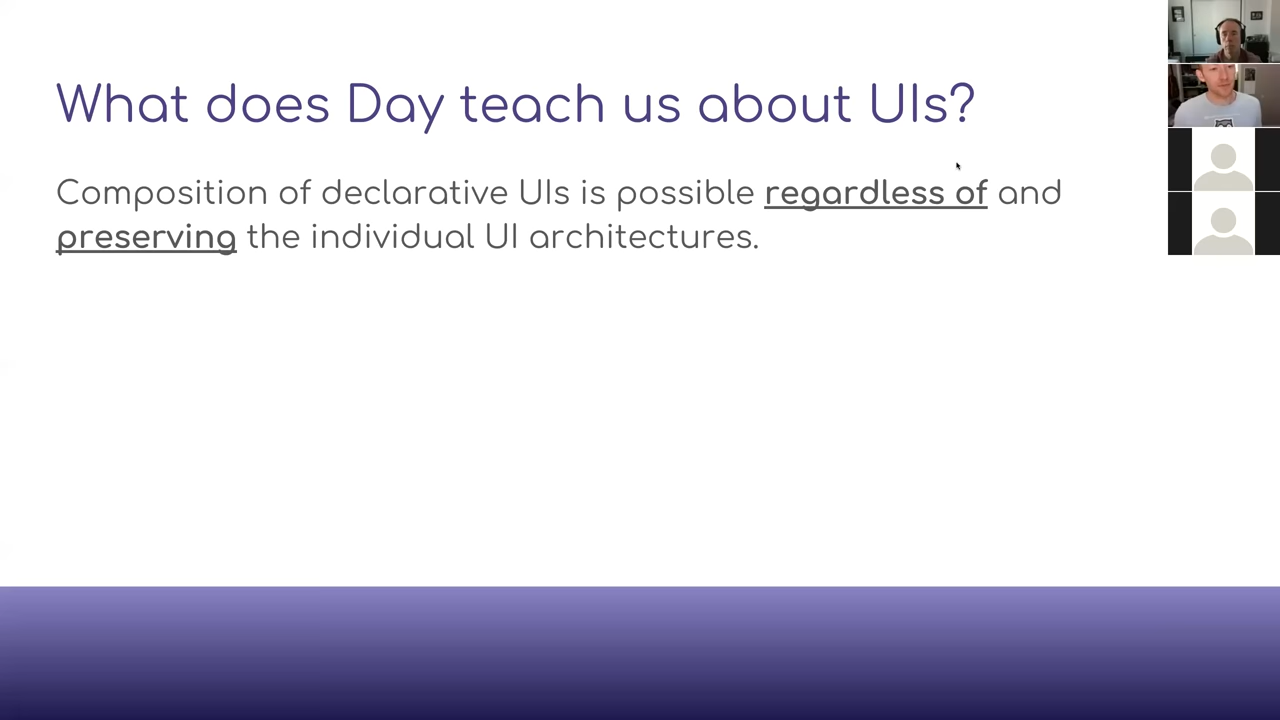 What does Day teach us about UIs?
Composition of declarative UIs is possible regardless of and
preserving the individual UI architectures.